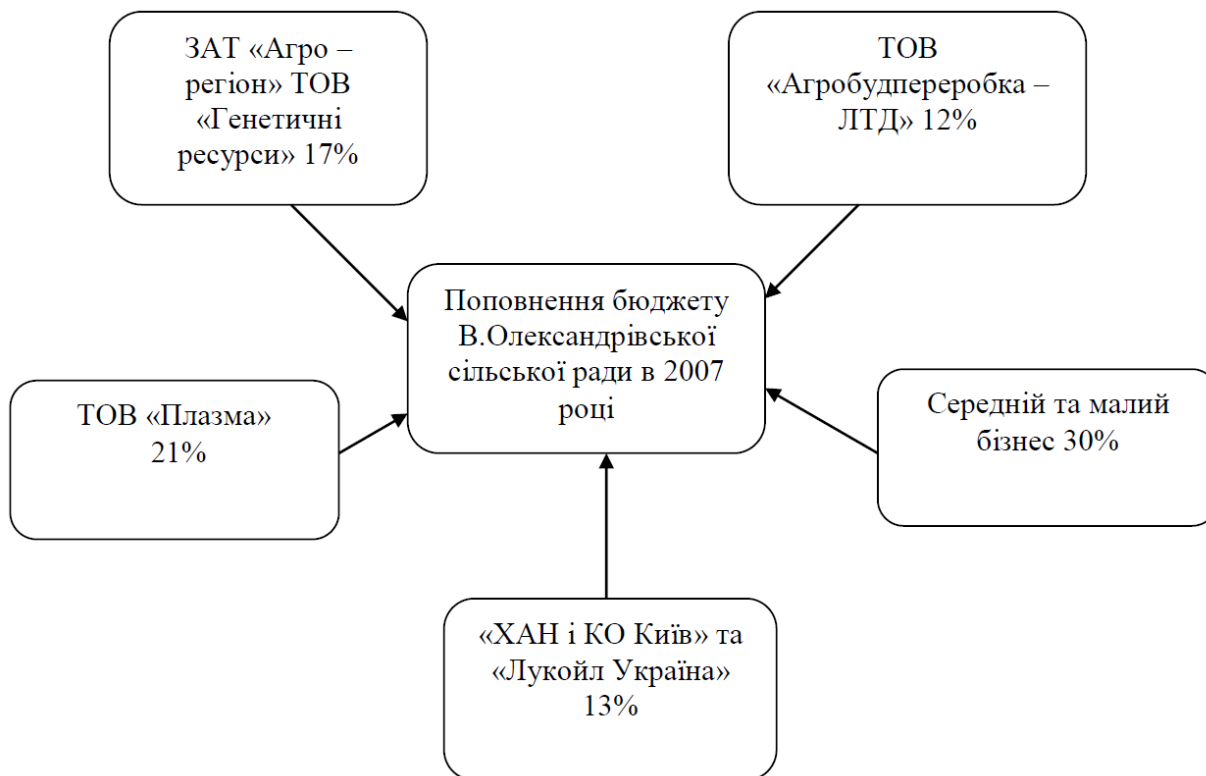 ЗАТ «Агро –
регіон» ТОВ
«Генетичні
ресурси» 17%
ТОВ
«Агробудпереробка –
ЛТД» 12%
Поповнення бюджету
В.Олександрівської
сільської ради в 2007
році
ТОВ «Плазма»
21%
Середній та малий
бізнес 30%
«ХАН і КО Київ» та
«Лукойл Україна»
13%